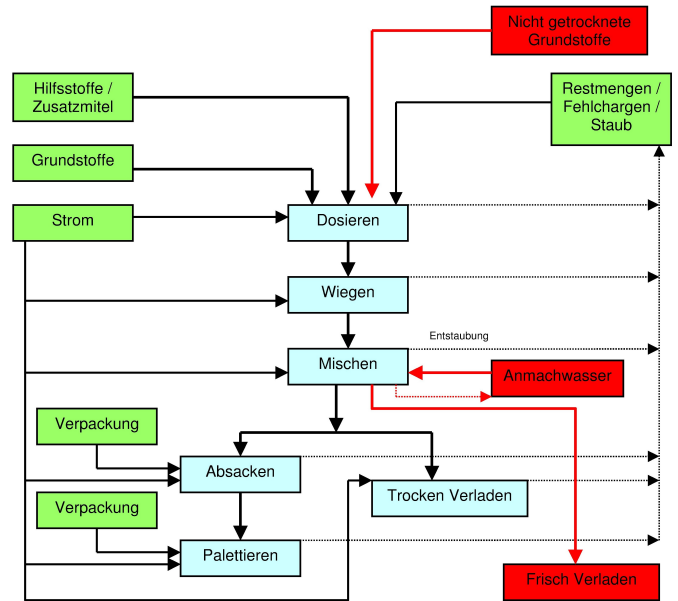 Nicht getrocknete
Grundstoffe
Hilfsstoffe /
Zusatzmitel
Restmengen /
Fehlchargen /
Staub
Grundstoffe
Strom
Dosieren
Wiegen
Entstaubung
Mischen
Anmachwasser
Verpackung
Absacken
Trocken Verladen
Verpackung
Palettieren
Frisch Verladen